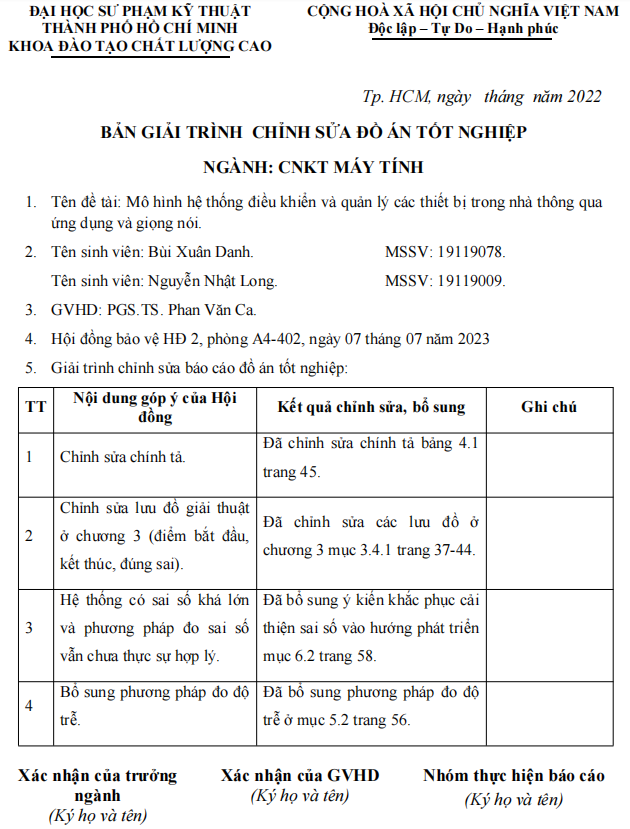 ĐẠI HỌC SƯ PHẠM KỸ THUẬT
THÀNH PHỐ HỒ CHÍ MINH
KHOA ĐÀO TẠO CHẤT LƯỢNG CAO
CỘNG HOÀ XÃ HỘI CHỦ NGHĨA VIỆT NAM
Độc lập – Tự Do – Hạnh phúc
Tp. HCM, ngày tháng năm 2022
BẢN GIẢI TRÌNH CHỈNH SỬA ĐỒ ÁN TỐT NGHIỆP
NGÀNH: CNKT MÁY TÍNH
1. Tên đề tài: Mô hình hệ thống điều khiển và quản lý các thiết bị trong nhà thông qua
ứng dụng và giọng nói.
2. Tên sinh viên: Bùi Xuân Danh. MSSV: 19119078.
Tên sinh viên: Nguyễn Nhật Long. MSSV: 19119009.
3. GVHD: PGS.TS. Phan Văn Ca.
4. Hội đồng bảo vệ HĐ 2, phòng A4-402, ngày 07 tháng 07 năm 2023
5. Giải trình chỉnh sửa báo cáo đồ án tốt nghiệp:
TT
Nội dung góp ý của Hội
đồng
Kết quả chỉnh sửa, bổ sung
Ghi chú
1
Chỉnh sửa chính tả.
Đã chỉnh sửa chính tả bảng 4.1
trang 45.
2
Chỉnh sửa lưu đồ giải thuật
ở chương 3 (điểm bắt đầu,
kết thúc, đúng sai).
Đã chỉnh sửa các lưu đồ ở
chương 3 mục 3.4.1 trang 37-44.
3
Hệ thống có sai số khá lớn
và phương pháp đo sai số
vẫn chưa thực sự hợp lý.
Đã bổ sung ý kiến khắc phục cải
thiện sai số vào hướng phát triển
mục 6.2 trang 58.
4
Bổ sung phương pháp đo độ
trễ.
Đã bổ sung phương pháp đo độ
trễ ở mục 5.2 trang 56.
Xác nhận của trưởng
ngành
(Ký họ và tên)
Xác nhận của GVHD
(Ký họ và tên)
Nhóm thực hiện báo cáo
(Ký họ và tên)